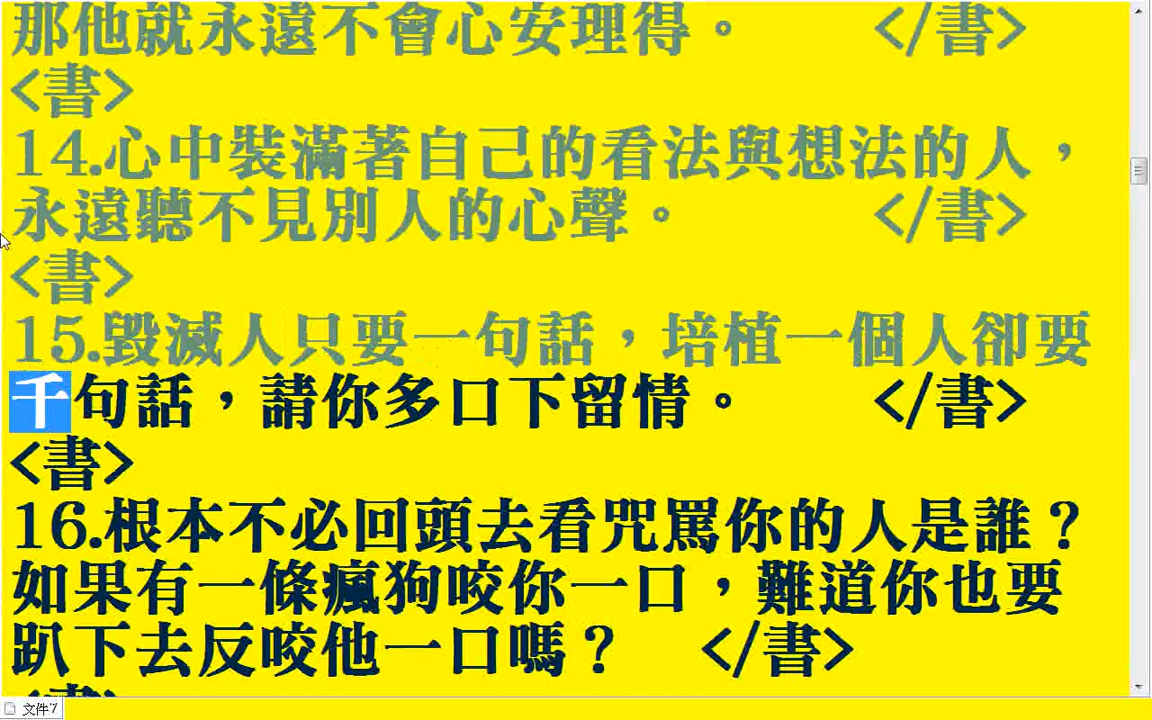 那他就永遠不會心安理得。 </書>
<書>
14.心中裝滿著自己的看法與想法的人，
永遠聽不見別人的心聲。 </書>
<書>
15.毀滅人只要一句話，培植一個人卻要
千句話，請你多口下留情。 </書>
<書>
16.根本不必回頭去看咒罵你的人是誰？
如果有一條瘋狗咬你一口，難道你也要
趴下去反咬他一口嗎？ </書>
<書>
文件7